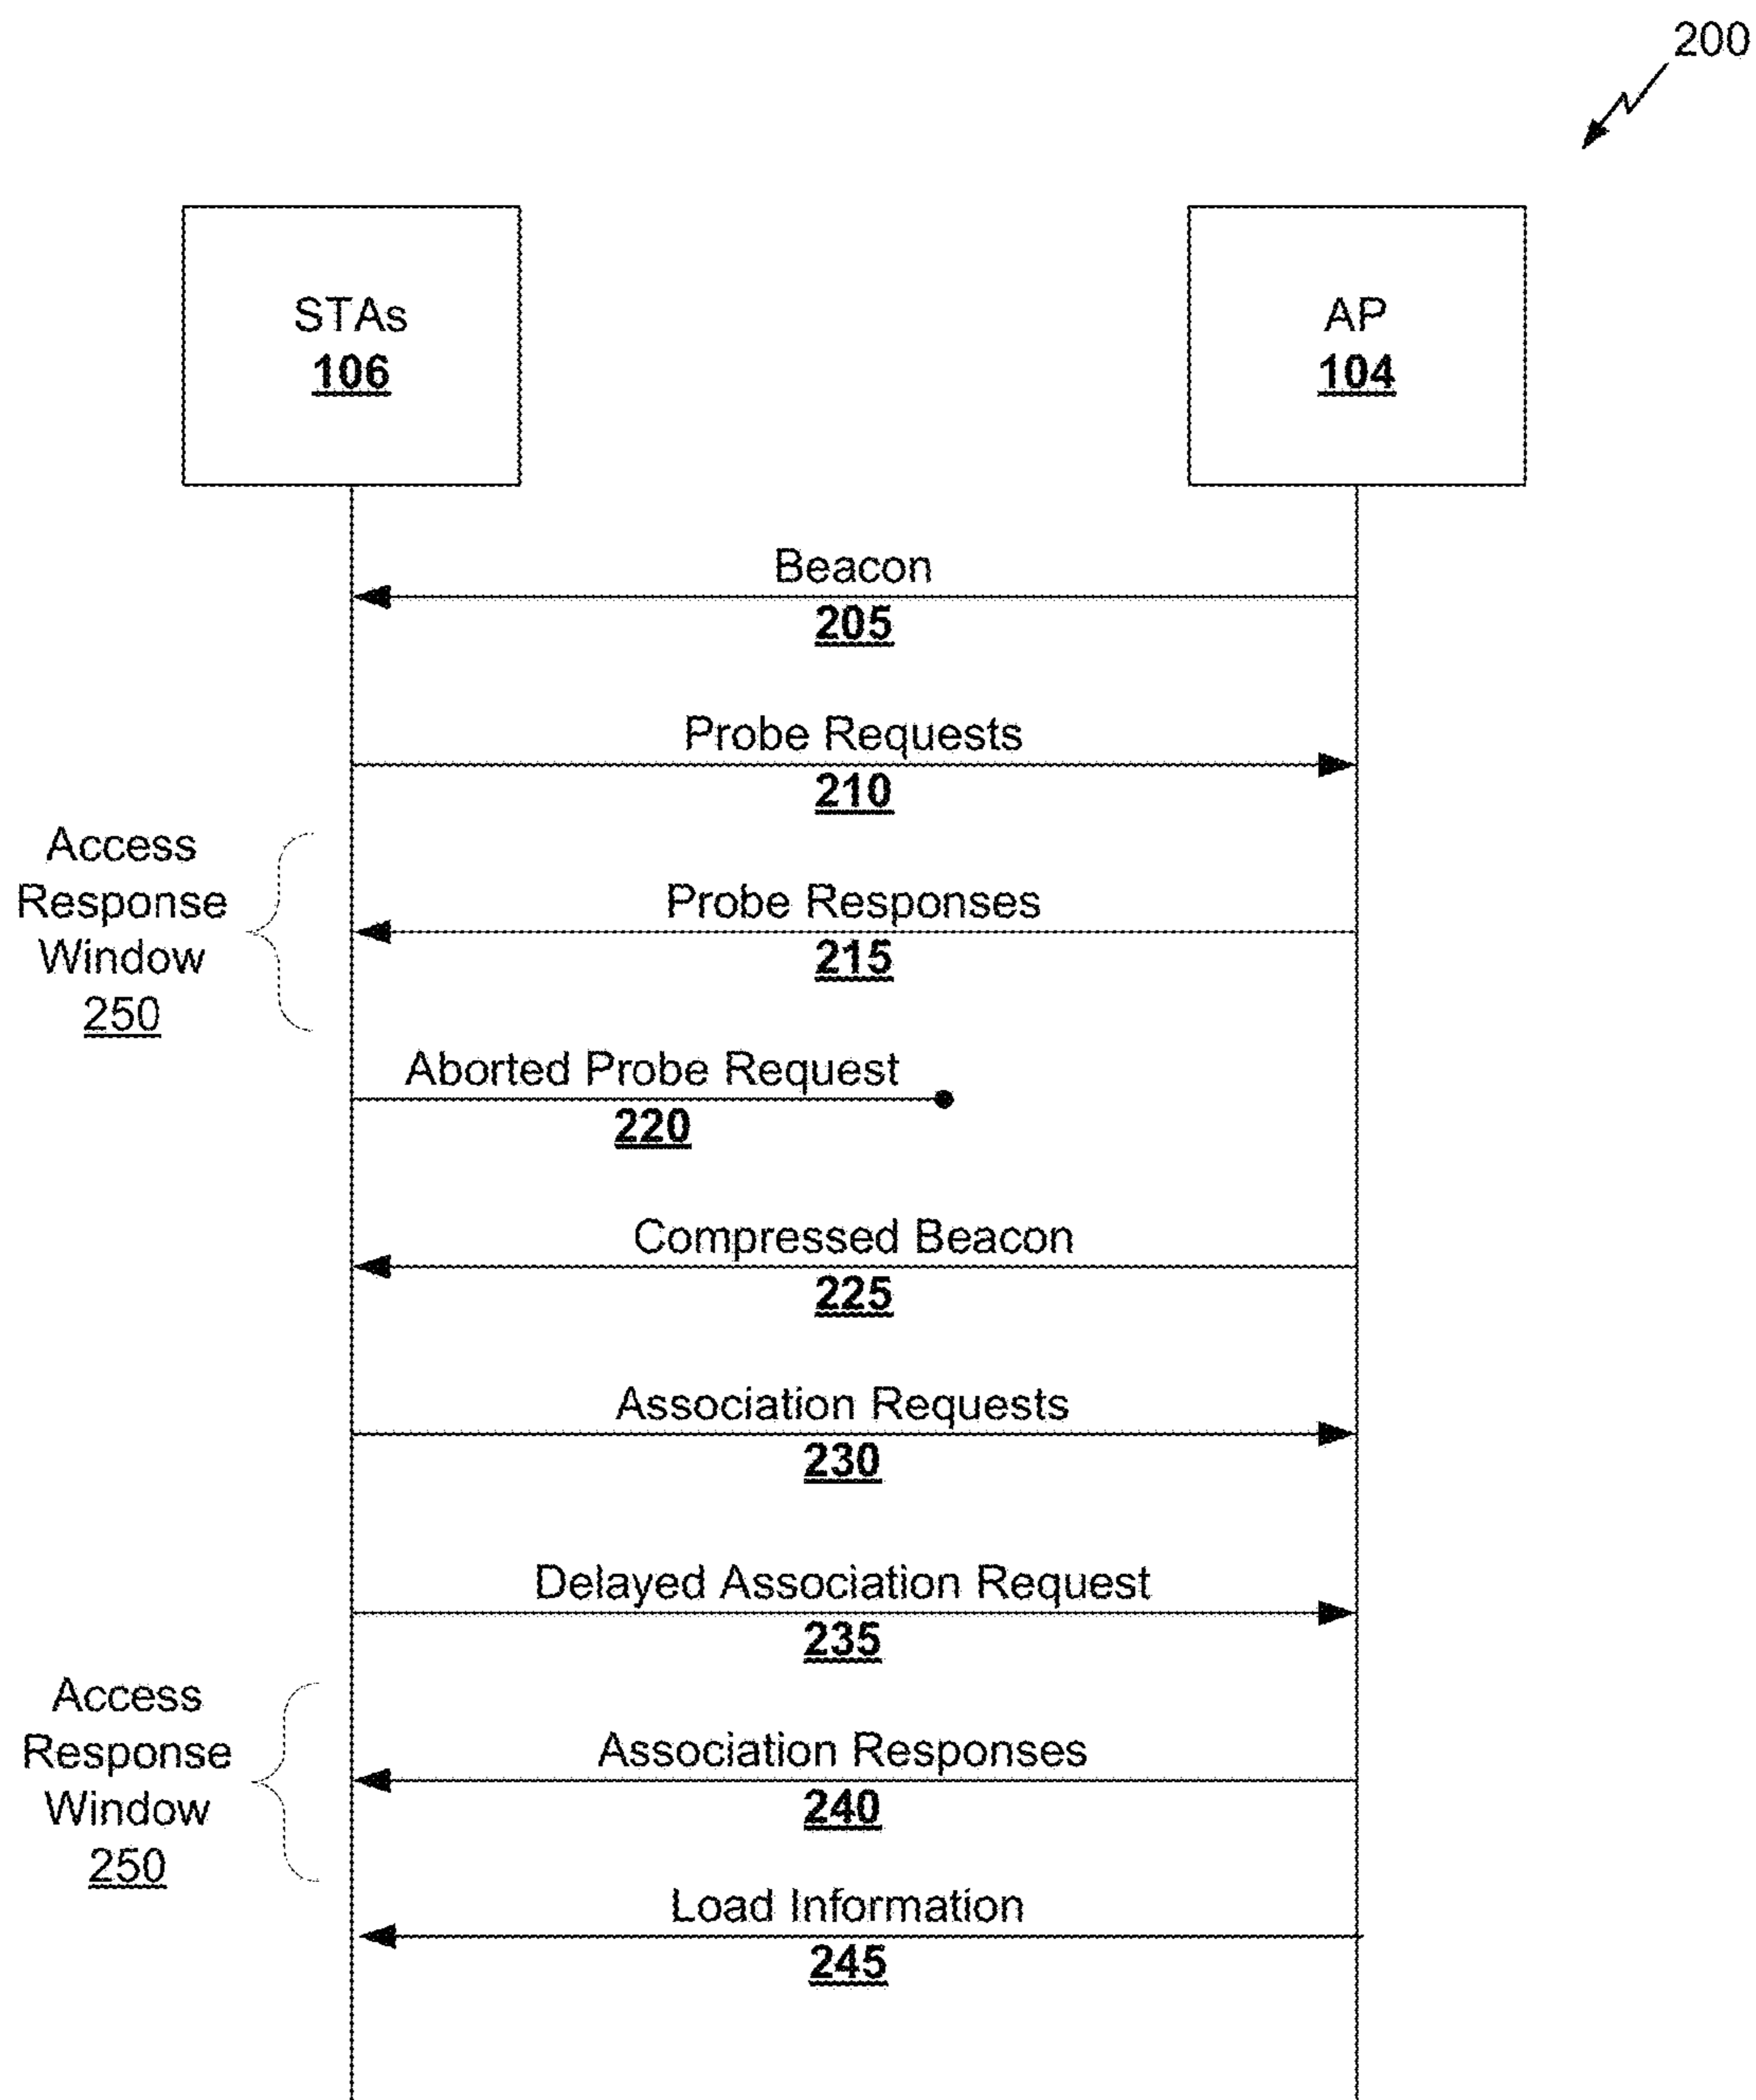 200
STAs
106
AP
104
Beacon
205
Probe Requests
210
Access
Response
Window
250
Probe Responses
215
Aborted Probe Request
220
Compressed Beacon
225
Association Requests
230
Delayed Association Request
235
Access
Response
Window
250
Association Responses
240
Load Information
245